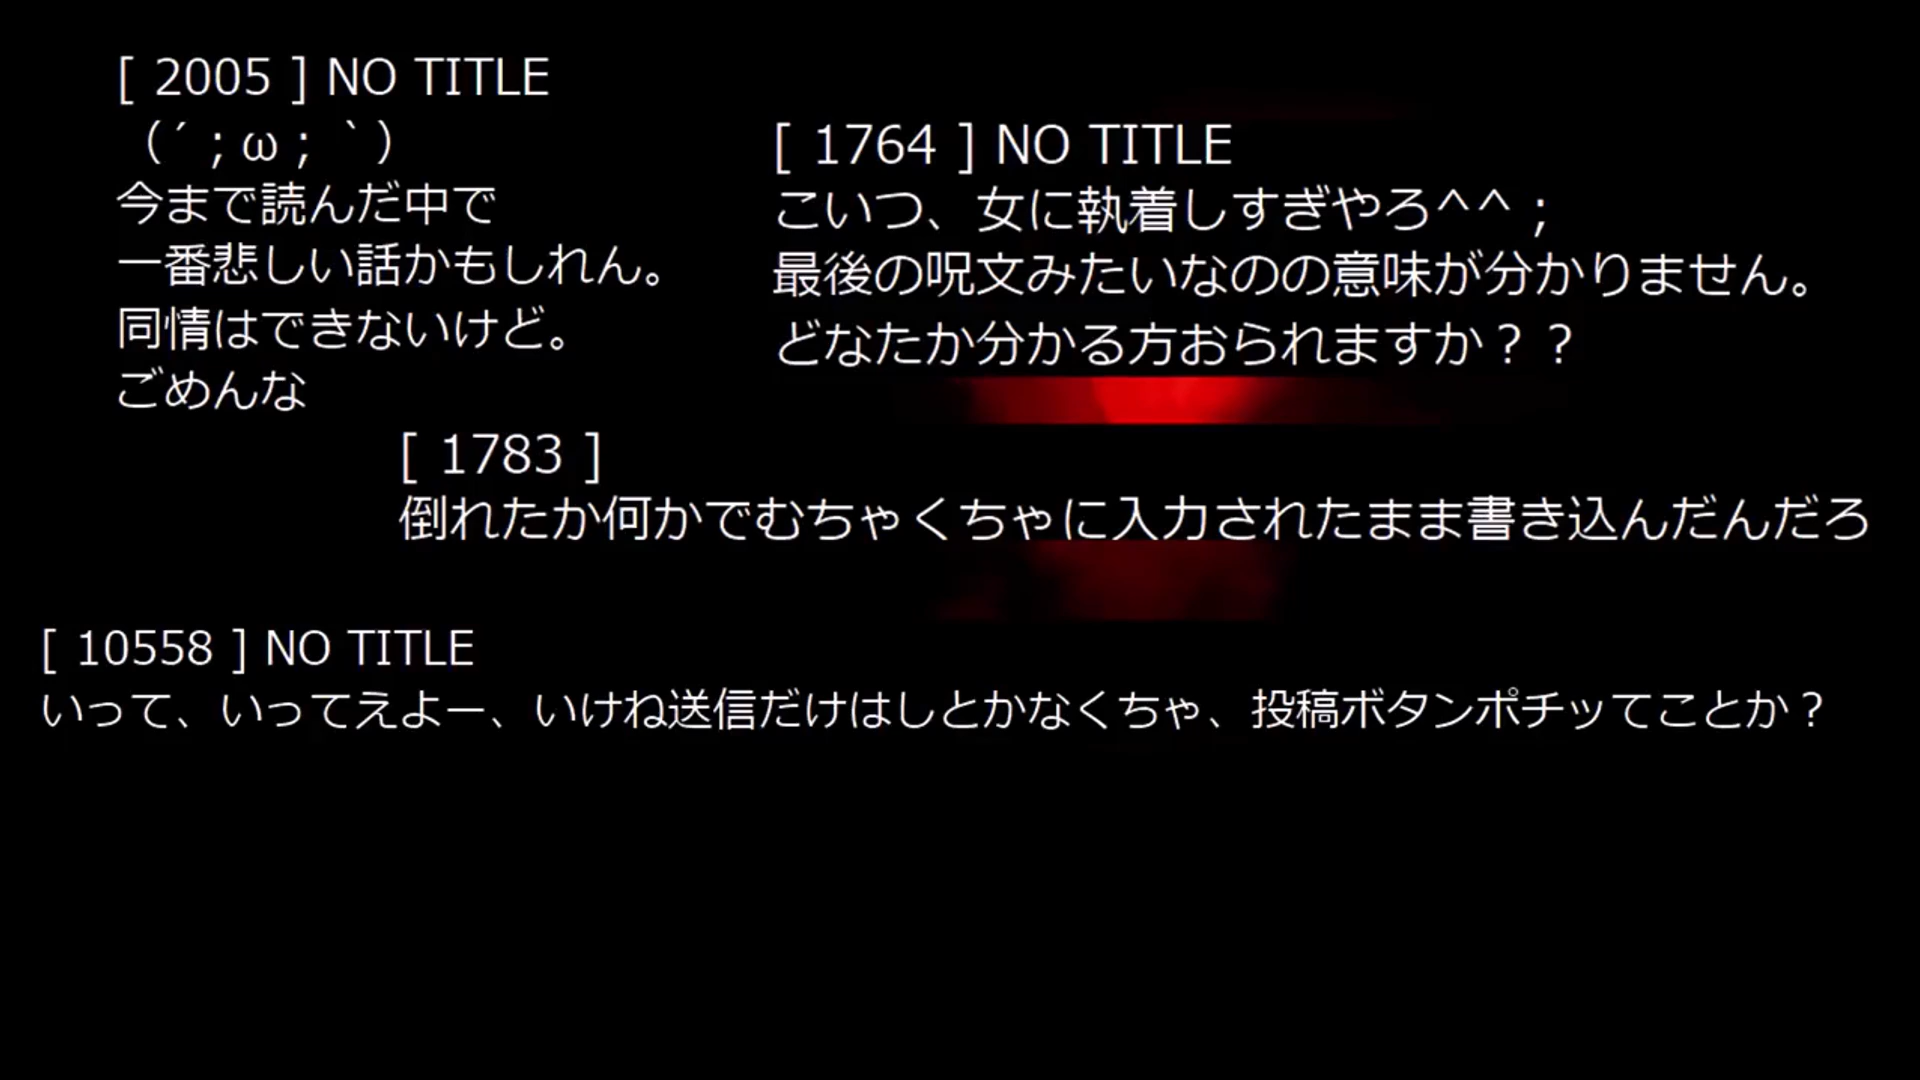 [ 2005 ] NO TITLE
（´；ω；｀）
今まで読んだ中で
一番悲しい話かもしれん。
同情はできないけど。
ごめんな
[ 1764 ] NO TITLE
こいつ、女に執着しすぎやろ^^；
最後の呪文みたいなのの意味が分かりません。
どなたか分かる方おられますか？？
[ 1783 ]
倒れたか何かでむちゃくちゃに入力されたまま書き込んだんだろ
[ 10558 ] NO TITLE
いって、いってえよー、いけね送信だけはしとかなくちゃ、投稿ボタンポチッてことか？